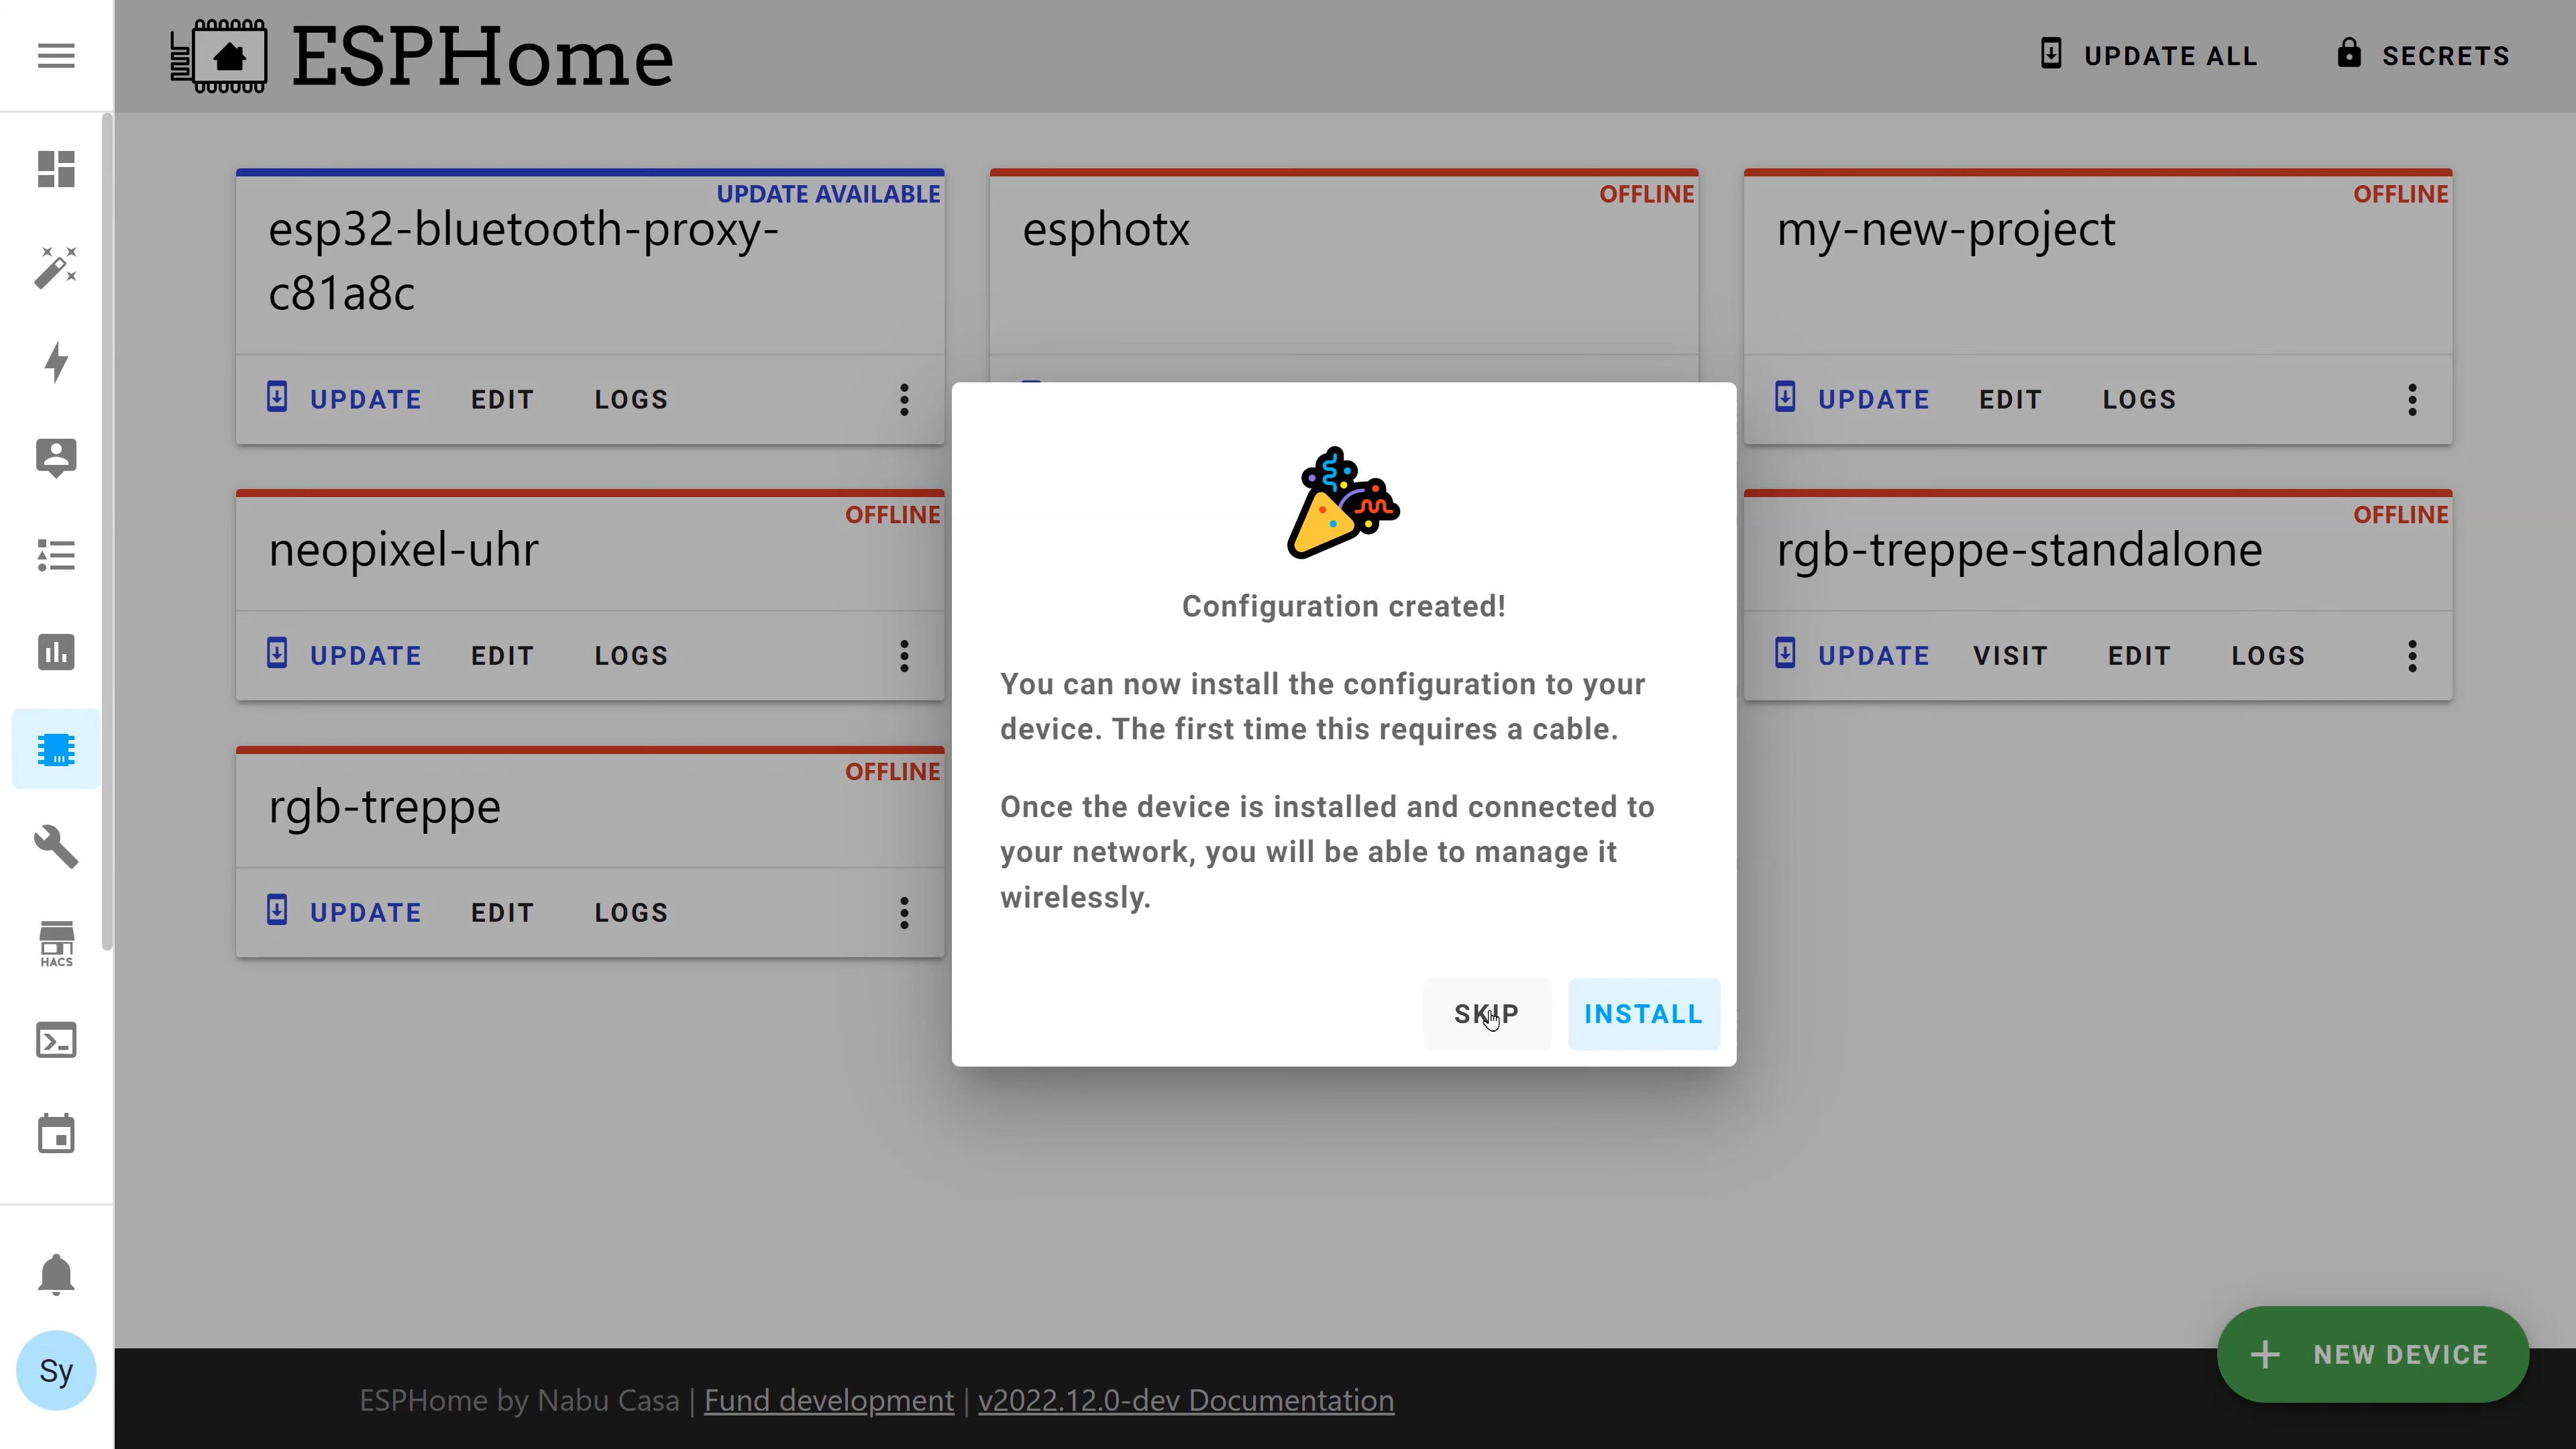 ESPHome
UPDATE ALL
SECRETS
UPDATE AVAILABLE
esp32-bluetooth-proxy-
c81a8c
UPDATE EDIT LOGS
OFFLINE
esphotx
OFFLINE
my-new-project
UPDATE EDIT LOGS
OFFLINE
neopixel-uhr
UPDATE EDIT LOGS
OFFLINE
rgb-treppe-standalone
UPDATE VISIT EDIT LOGS
OFFLINE
rgb-treppe
UPDATE EDIT LOGS
Configuration created!
You can now install the configuration to your
device. The first time this requires a cable.
Once the device is installed and connected to
your network, you will be able to manage it
wirelessly.
SKIP
INSTALL
HACS
Sy
NEW DEVICE
ESPHome by Nabu Casa | Fund development | v2022.12.0-dev Documentation